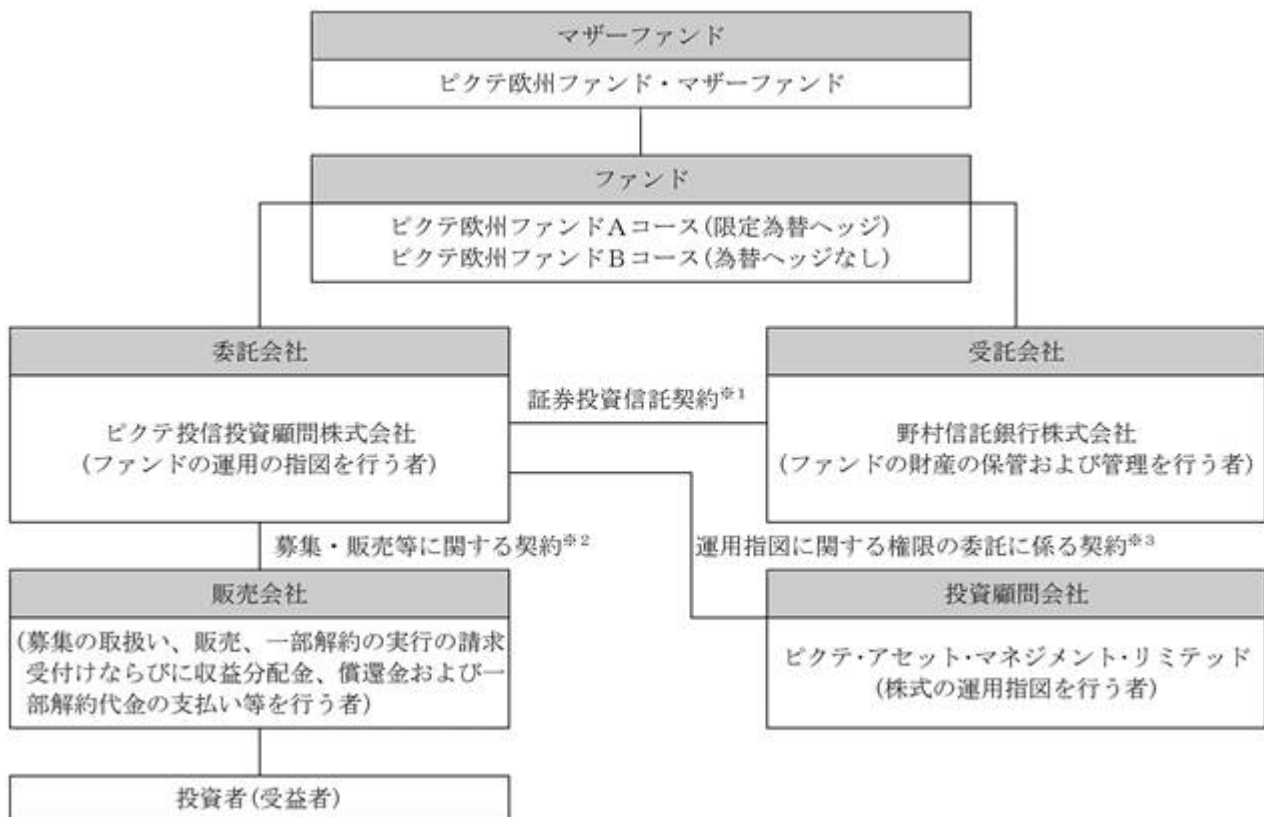 マザーファンド
ピクテ欧州ファンド・マザーファンド
ファンド
ピクテ欧州ファンドAコース(限定為替ヘッジ)
ピクテ欧州ファンドBコース(為替ヘッジなし)
委託会社
ピクテ投信投資顧問株式会社
(ファンドの運用の指図を行う者)
証券投資信託契約※1
受託会社
野村信託銀行株式会社
(ファンドの財産の保管および管理を行う者)
募集・販売等に関する契約※2
運用指図に関する権限の委託に係る契約※3
販売会社
(募集の取扱い、販売、一部解約の実行の請求
受付けならびに収益分配金、償還金および一
部解約代金の支払い等を行う者)
投資顧問会社
ピクテ・アセット・マネジメント・リミテッド
(株式の運用指図を行う者)
投資者(受益者)